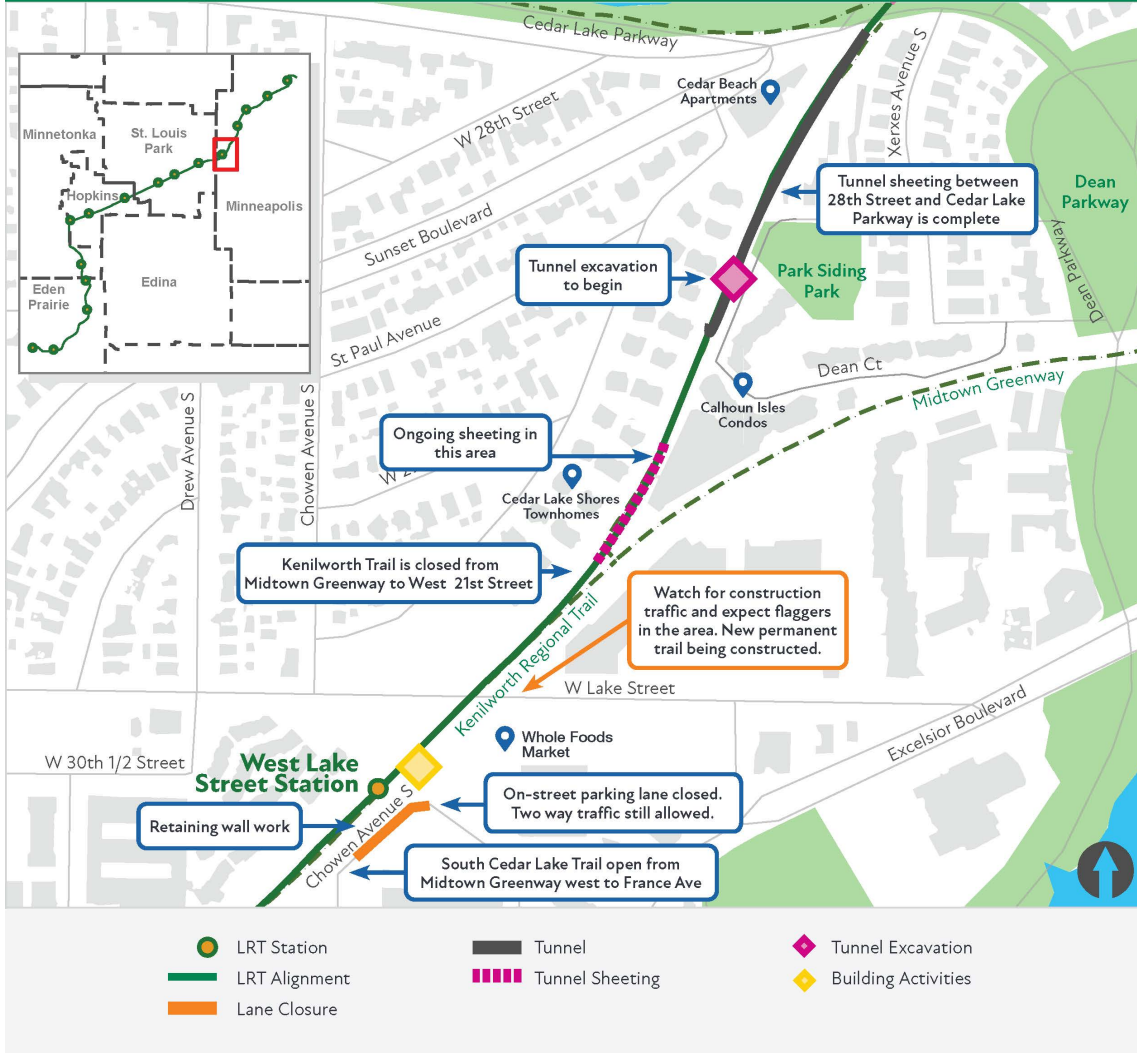 Cedar Lake Parkway
Cedar Beach
Apartments
Xerxes Avenue S
W 28th Street
Minnetonka
St. Louis
Park
Hopkins
Minneapolis
Edina
Eden
Prairie
Tunnel sheeting between
28th Street and Cedar Lake
Parkway is complete
Dean
Parkway
Dean Parkway
Sunset Boulevard
Tunnel excavation
to begin
Park Siding
Park
St Paul Avenue
Dean Ct
Midtown Greenway
Calhoun Isles
Condos
Drew Avenue S
Chowen Avenue S
Ongoing sheeting in
this area
W 2
Cedar Lake Shores
Townhomes
Kenilworth Trail is closed from
Midtown Greenway to West 21st Street
Watch for construction
traffic and expect flaggers
in the area. New permanent
trail being constructed.
Kenilworth Regional Trail
W Lake Street
Excelsior Boulevard
Whole Foods
Market
W 30th 1/2 Street
West Lake
Street Station
On-street parking lane closed.
Two way traffic still allowed.
Retaining wall work
Chowen Avenue S
South Cedar Lake Trail open from
Midtown Greenway west to France Ave
LRT Station
Tunnel
Tunnel Excavation
LRT Alignment
Tunnel Sheeting
Building Activities
Lane Closure